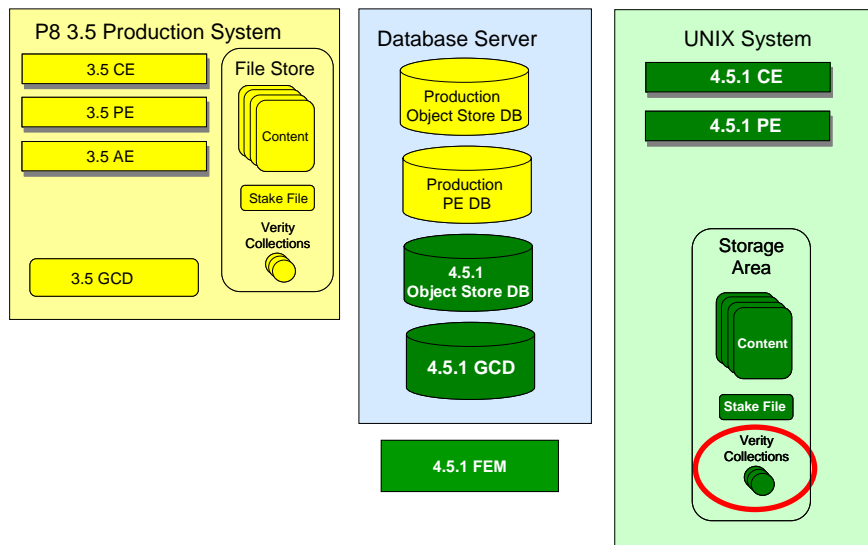 P8 3.5 Production System
3.5 CE
3.5 PE
3.5 AE
3.5 GCD
File Store
Content
Stake File
Verity
Collections
Database Server
Production
Object Store DB
Production
PE DB
4.5.1
Object Store DB
4.5.1 GCD
4.5.1 FEM
UNIX System
4.5.1 CE
4.5.1 PE
Storage
Area
Content
Stake File
Verity
Collections